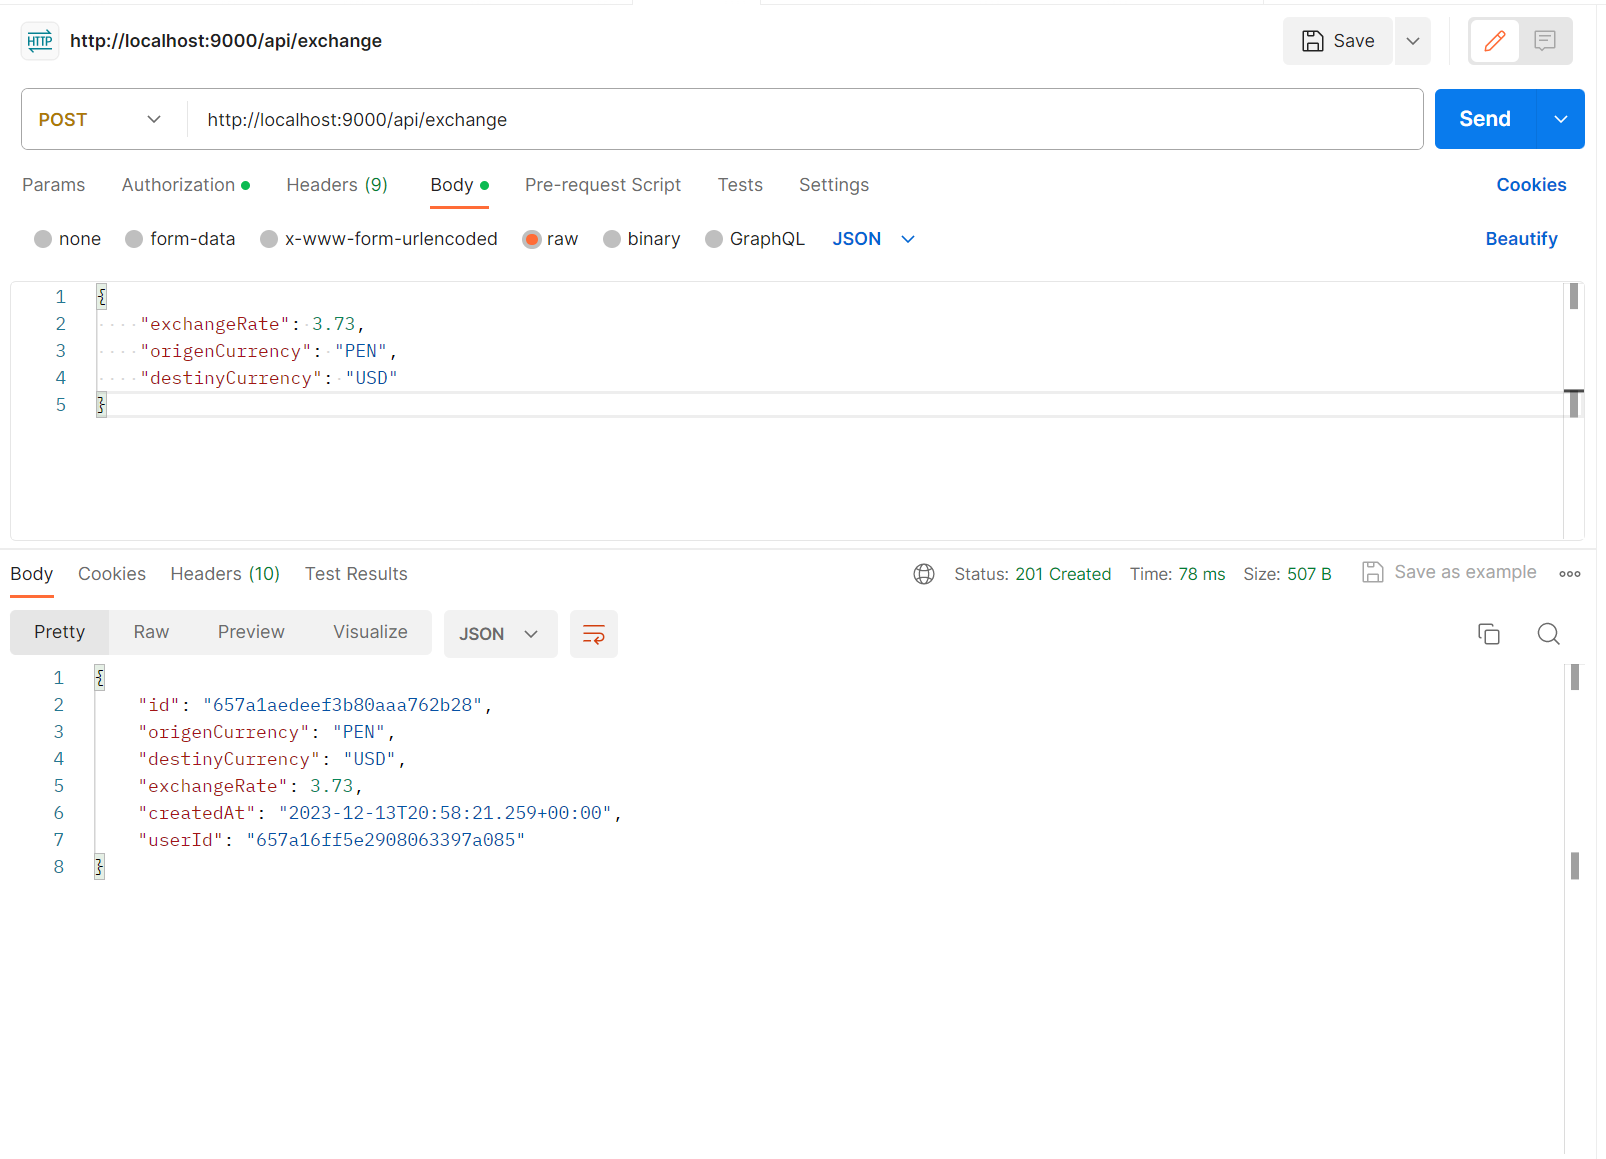 HTTP http://localhost:9000/api/exchange Save
POST http://localhost:9000/api/exchange Send
Params Authorization Headers (9) Body Pre-request Script Tests Settings Cookies
none form-data x-www-form-urlencoded raw binary GraphQL JSON Beautify
1 {
2 "exchangeRate": 3.73,
3 "origenCurrency": "PEN",
4 "destinyCurrency": "USD"
5 }
Body Cookies Headers (10) Test Results Status: 201 Created Time: 78 ms Size: 507 B Save as example
Pretty Raw Preview Visualize JSON
1 {
2 "id": "657a1aedeef3b80aaa762b28",
3 "origenCurrency": "PEN",
4 "destinyCurrency": "USD",
5 "exchangeRate": 3.73,
6 "createdAt": "2023-12-13T20:58:21.259+00:00",
7 "userId": "657a16ff5e2908063397a085"
8 }